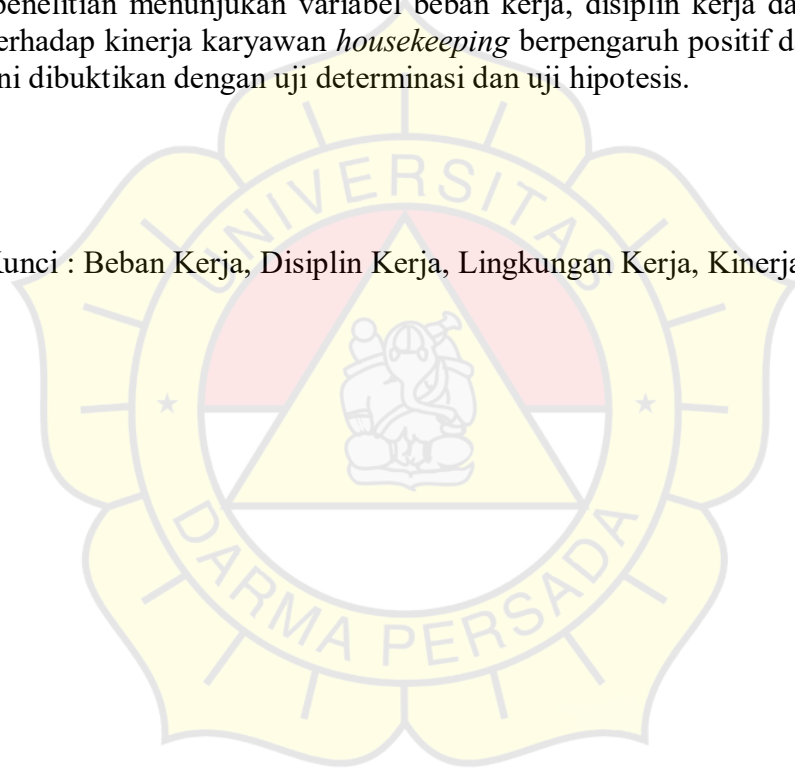 penelitian menunjukan variabel beban kerja, disiplin kerja da
erhadap kinerja karyawan housekeeping berpengaruh positif d
ni dibuktikan dengan uji determinasi dan uji hipotesis.
UNIVERSITAS
Kunci : Beban Kerja, Disiplin Kerja, Lingkungan Kerja, Kinerja
DARMA PERSADA